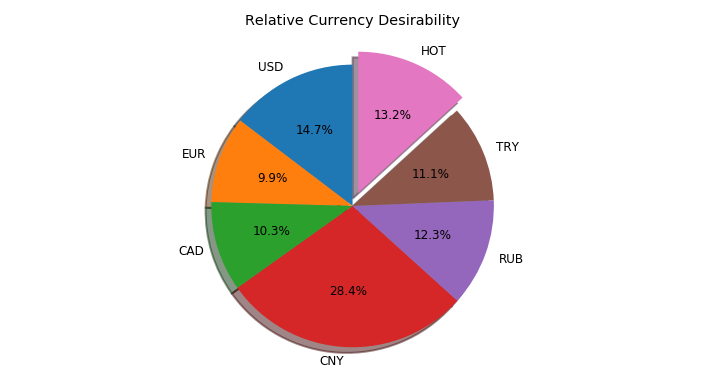 Relative Currency Desirability
HOT
13.2%
USD
14.7%
EUR
9.9%
CAD
10.3%
CNY
28.4%
RUB
12.3%
TRY
11.1%